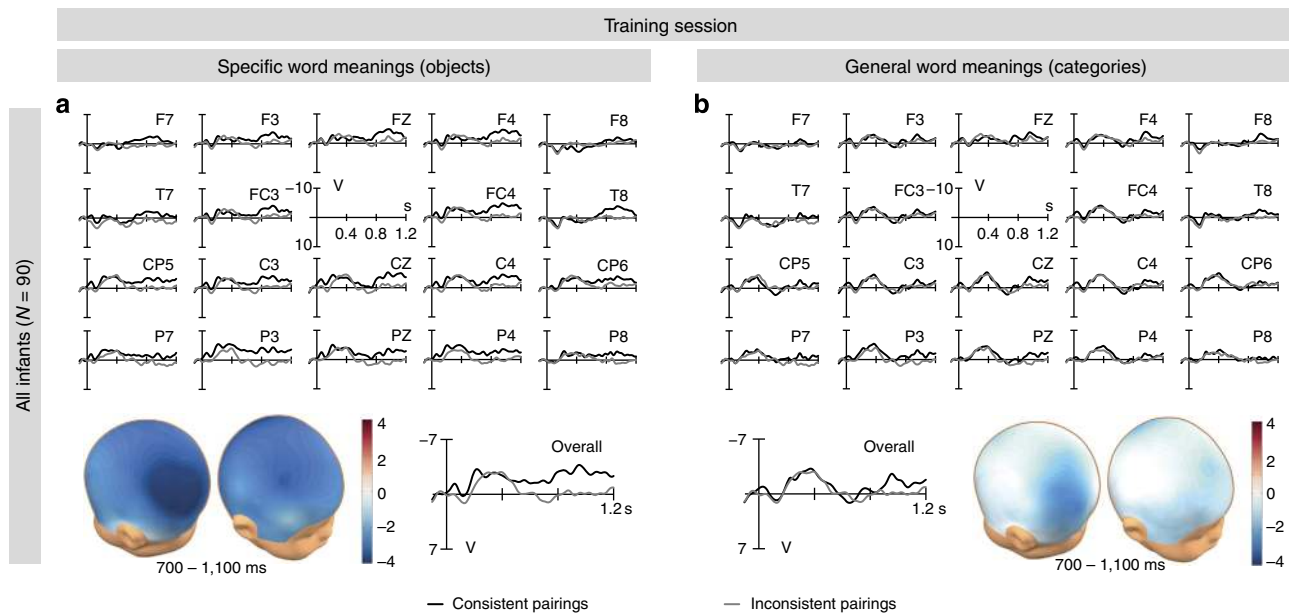 Training session
Specific word meanings (objects)
General word meanings (categories)
All infants (N = 90)
a
F7 F3 FZ F4 F8
T7 FC3 −10 V s FC4 T8
10 0.4 0.8 1.2
CP5 C3 CZ C4 CP6
P7 P3 PZ P4 P8
4
2
0
−2
−4
700 – 1,100 ms
−7 Overall
1.2 s
7 V
b
F7 F3 FZ F4 F8
T7 FC3 −10 V s FC4 T8
10 0.4 0.8 1.2
CP5 C3 CZ C4 CP6
P7 P3 PZ P4 P8
−7 Overall
1.2 s
7 V
4
2
0
−2
−4
700 – 1,100 ms
Consistent pairings
Inconsistent pairings